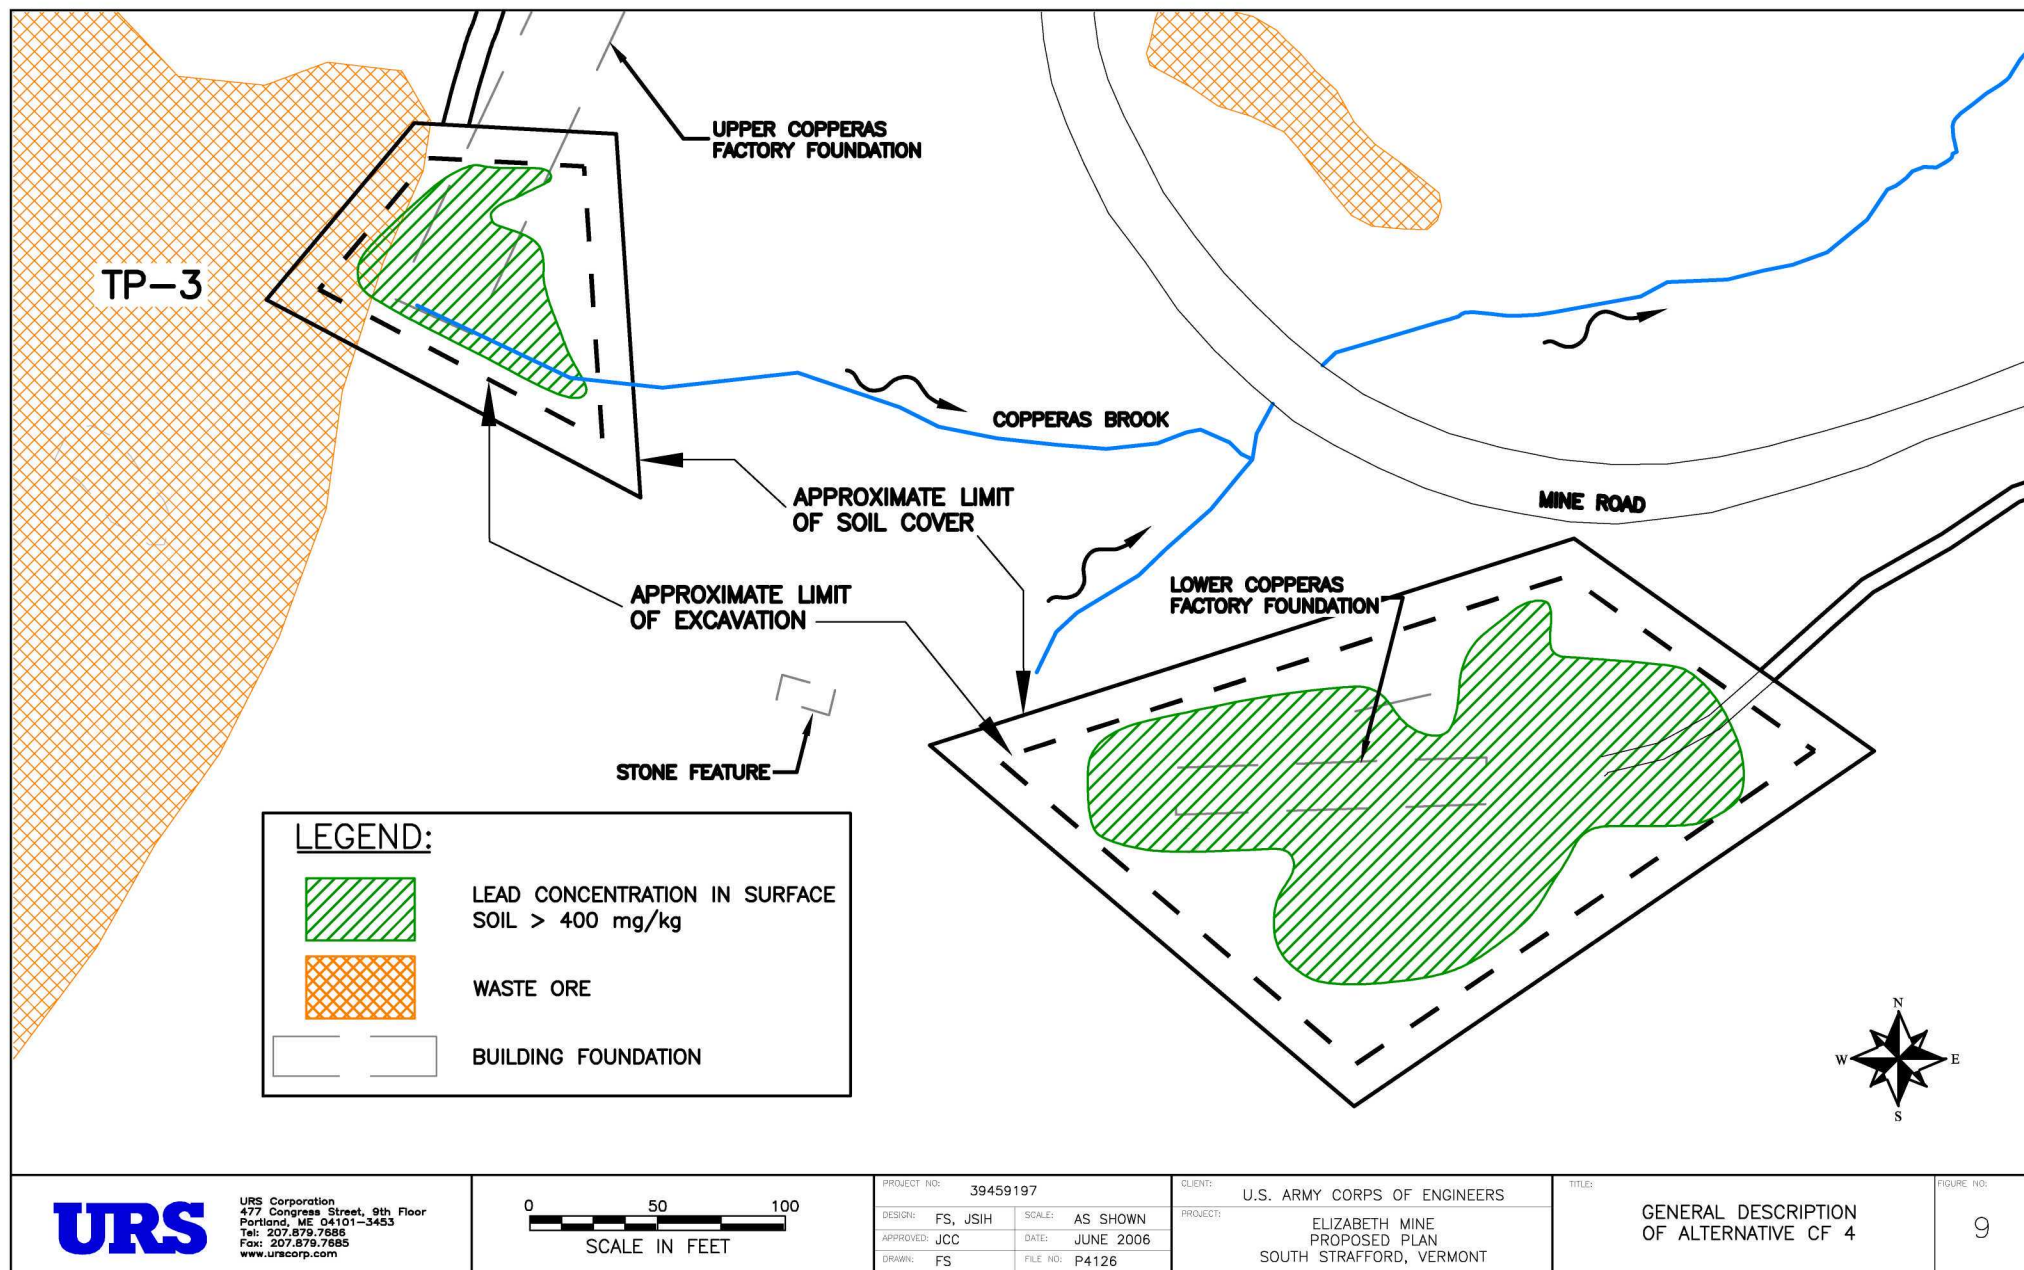 UPPER COPPERAS
FACTORY FOUNDATION
TP-3
COPPERAS BROOK
APPROXIMATE LIMIT
OF SOIL COVER
MINE ROAD
APPROXIMATE LIMIT
OF EXCAVATION
LOWER COPPERAS
FACTORY FOUNDATION
STONE FEATURE
LEGEND:
LEAD CONCENTRATION IN SURFACE
SOIL > 400 mg/kg
WASTE ORE
BUILDING FOUNDATION
N
W
E
S
URS
URS Corporation
477 Congress Street, 9th Floor
Portland, ME 04101-3453
Tel: 207.879.7686
Fax: 207.879.7685
www.urscorp.com
0 50 100
SCALE IN FEET
PROJECT NO: 39459197
DESIGN: FS, JSIH
SCALE: AS SHOWN
APPROVED: JCC
DATE: JUNE 2006
DRAWN: FS
FILE NO: P4126
CLIENT: U.S. ARMY CORPS OF ENGINEERS
PROJECT: ELIZABETH MINE
PROPOSED PLAN
SOUTH STRAFFORD, VERMONT
TITLE:
GENERAL DESCRIPTION
OF ALTERNATIVE CF 4
FIGURE NO:
9